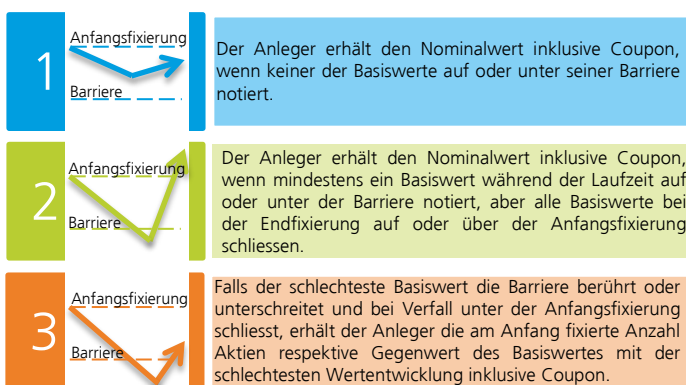 1
Anfangsfixierung
Barriere
Der Anleger erhält den Nominalwert inklusive Coupon,
wenn keiner der Basiswerte auf oder unter seiner Barriere
notiert.
2
Anfangsfixierung
Barriere
Der Anleger erhält den Nominalwert inklusive Coupon,
wenn mindestens ein Basiswert während der Laufzeit auf
oder unter der Barriere notiert, aber alle Basiswerte bei
der Endfixierung auf oder über der Anfangsfixierung
schliessen.
3
Anfangsfixierung
Barriere
Falls der schlechteste Basiswert die Barriere berührt oder
unterschreitet und bei Verfall unter der Anfangsfixierung
schliesst, erhält der Anleger die am Anfang fixierte Anzahl
Aktien respektive Gegenwert des Basiswertes mit der
schlechtesten Wertentwicklung inklusive Coupon.